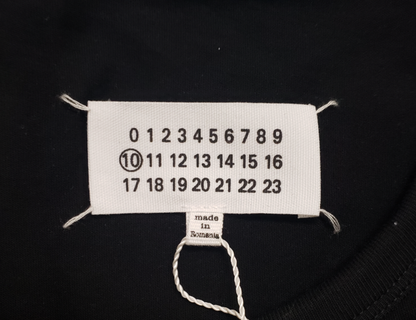 0 1 2 3 4 5 6 7 8 9
10 11 12 13 14 15 16
17 18 19 20 21 22 23
made
in
Romania